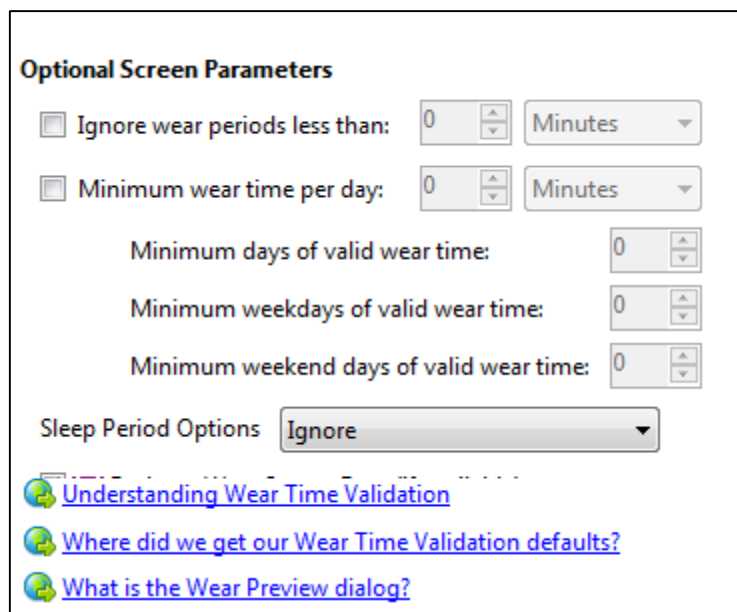 Optional Screen Parameters
Ignore wear periods less than: 0 Minutes
Minimum wear time per day: 0 Minutes
Minimum days of valid wear time: 0
Minimum weekdays of valid wear time: 0
Minimum weekend days of valid wear time: 0
Sleep Period Options Ignore
Understanding Wear Time Validation
Where did we get our Wear Time Validation defaults?
What is the Wear Preview dialog?